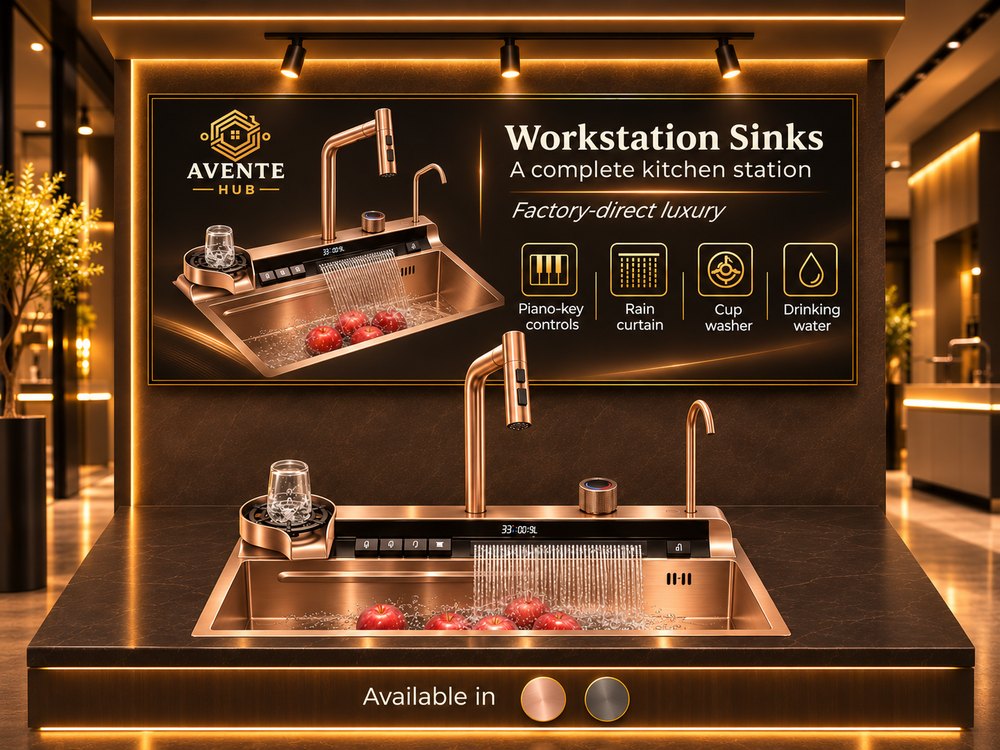 AVENTE
HUB
Workstation Sinks
A complete kitchen station
Factory-direct luxury
Piano-key
controls
Rain
curtain
Cup
washer
Drinking
water
Available in